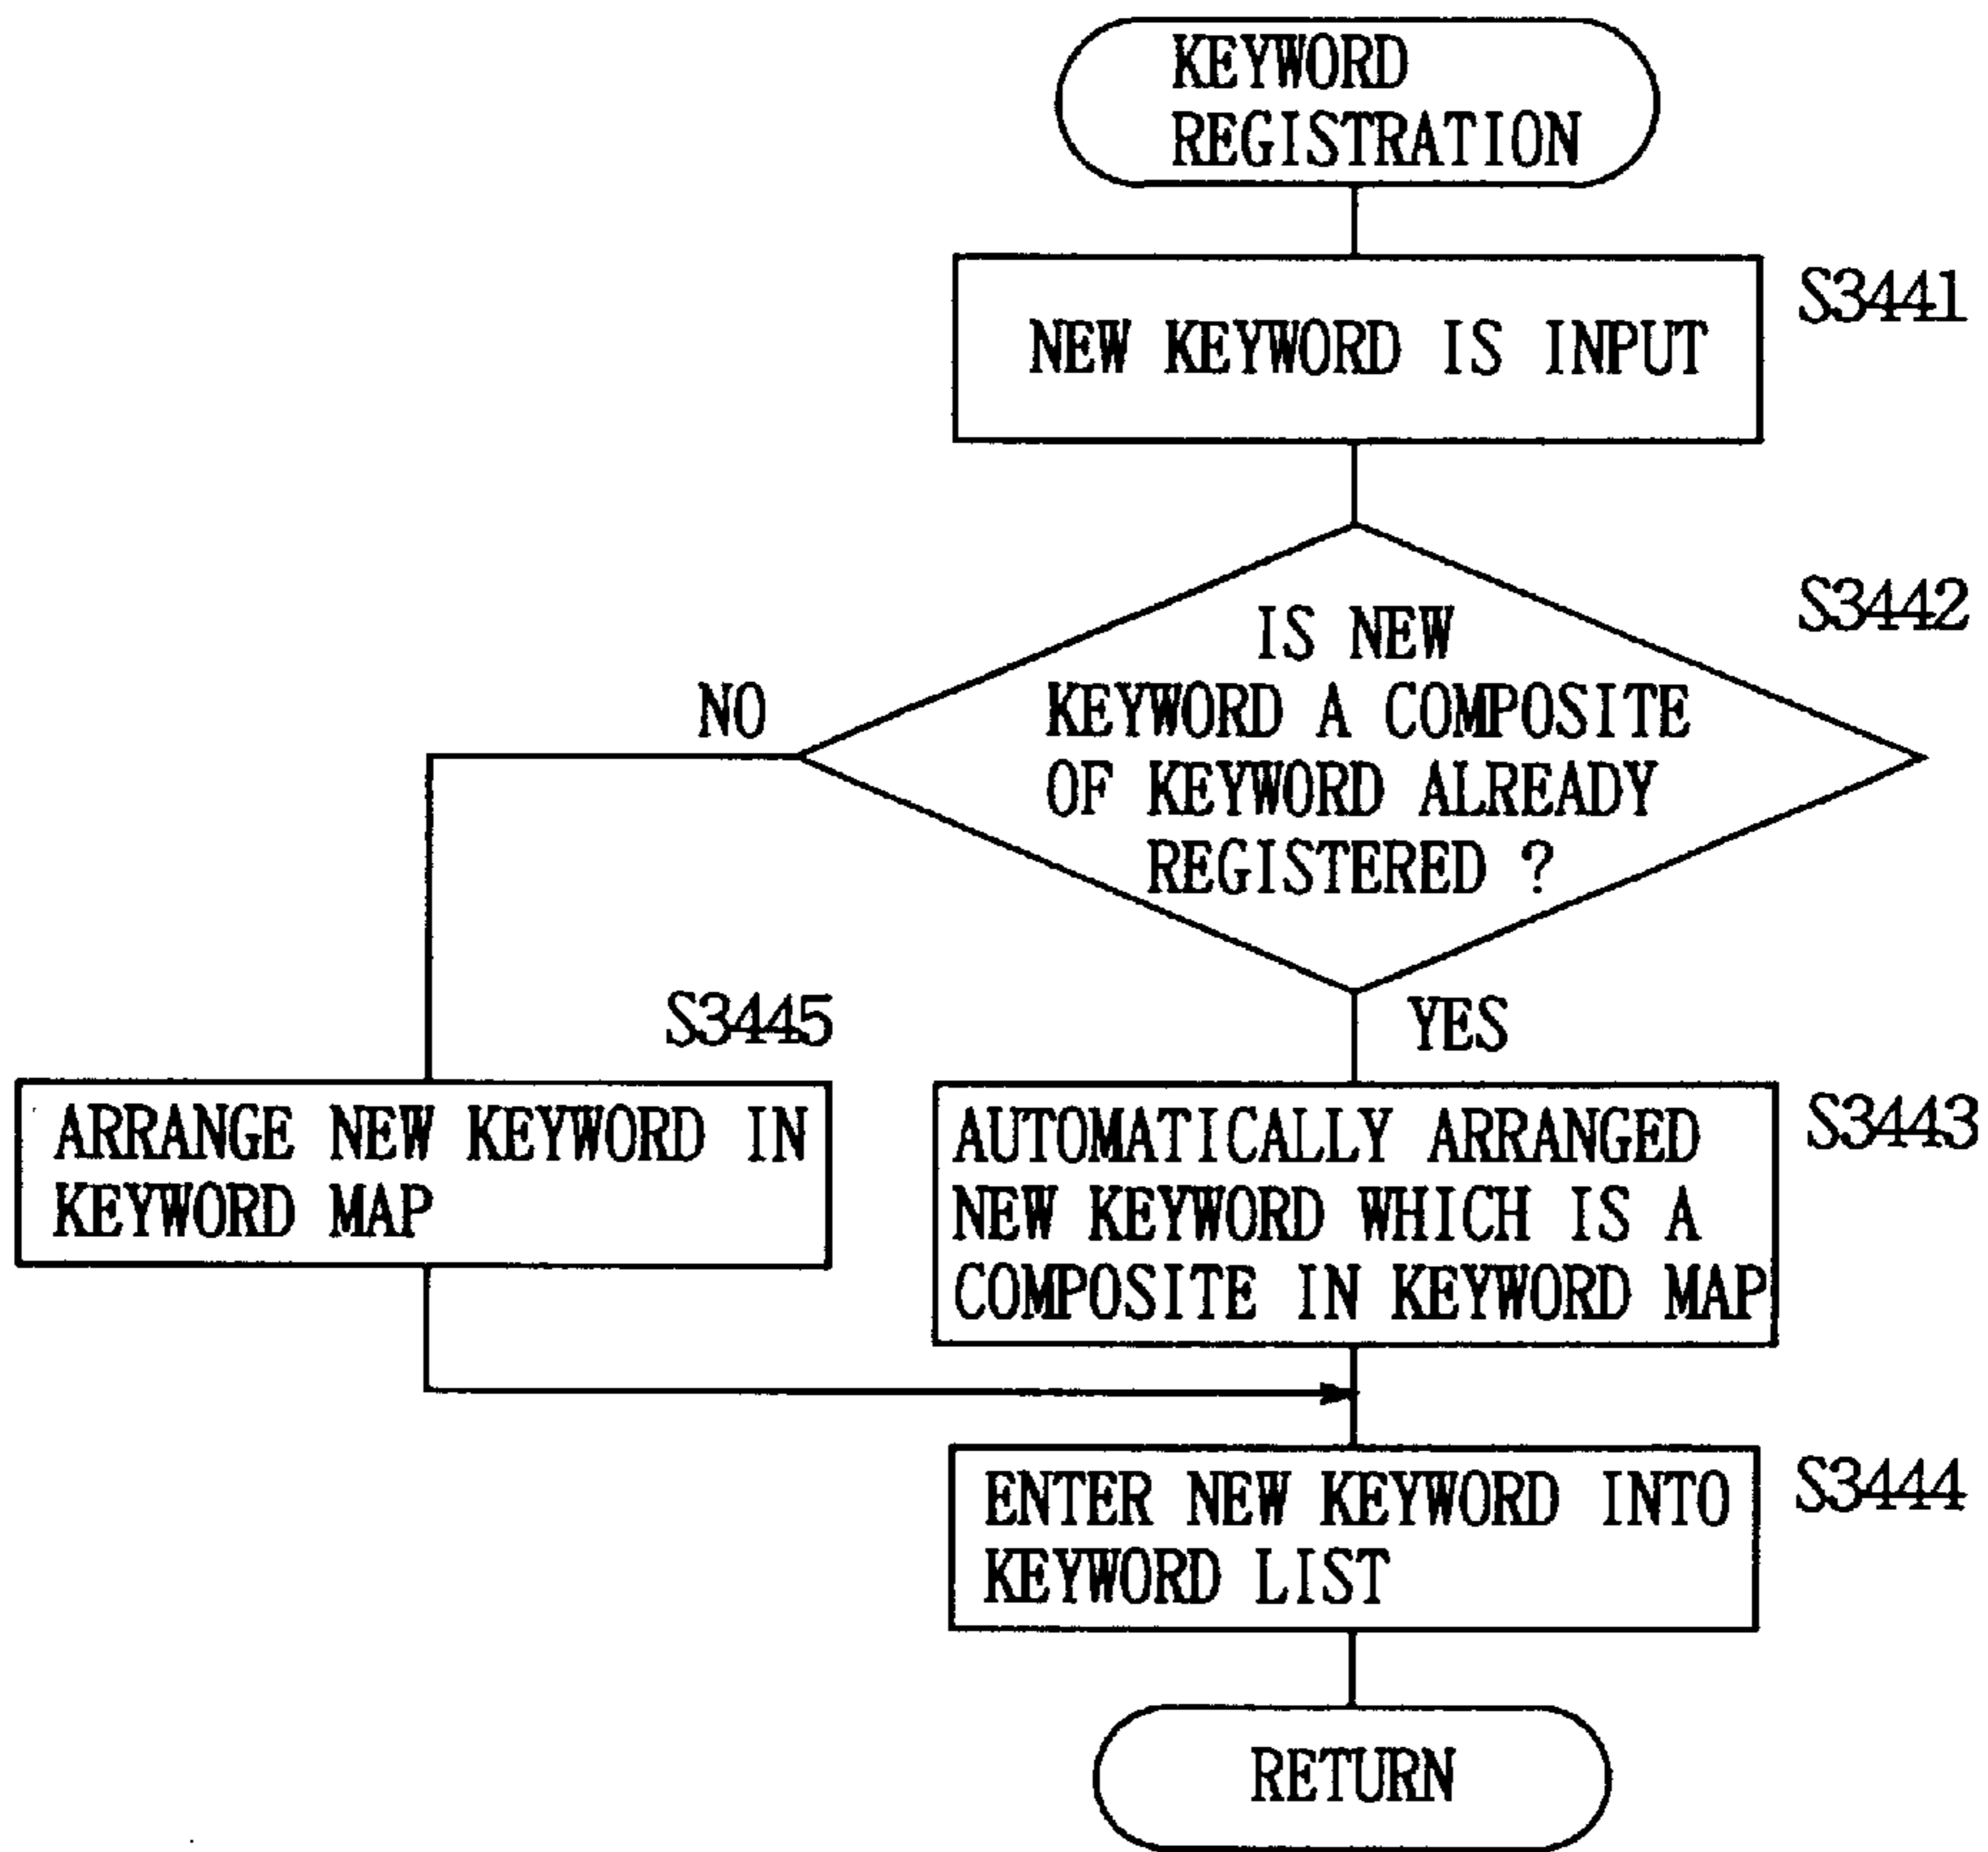 KEYWORD
REGISTRATION
S3441
NEW KEYWORD IS INPUT
S3442
IS NEW
KEYWORD A COMPOSITE
OF KEYWORD ALREADY
REGISTERED ?
NO
YES
S3445
ARRANGE NEW KEYWORD IN
KEYWORD MAP
S3443
AUTOMATICALLY ARRANGED
NEW KEYWORD WHICH IS A
COMPOSITE IN KEYWORD MAP
S3444
ENTER NEW KEYWORD INTO
KEYWORD LIST
RETURN